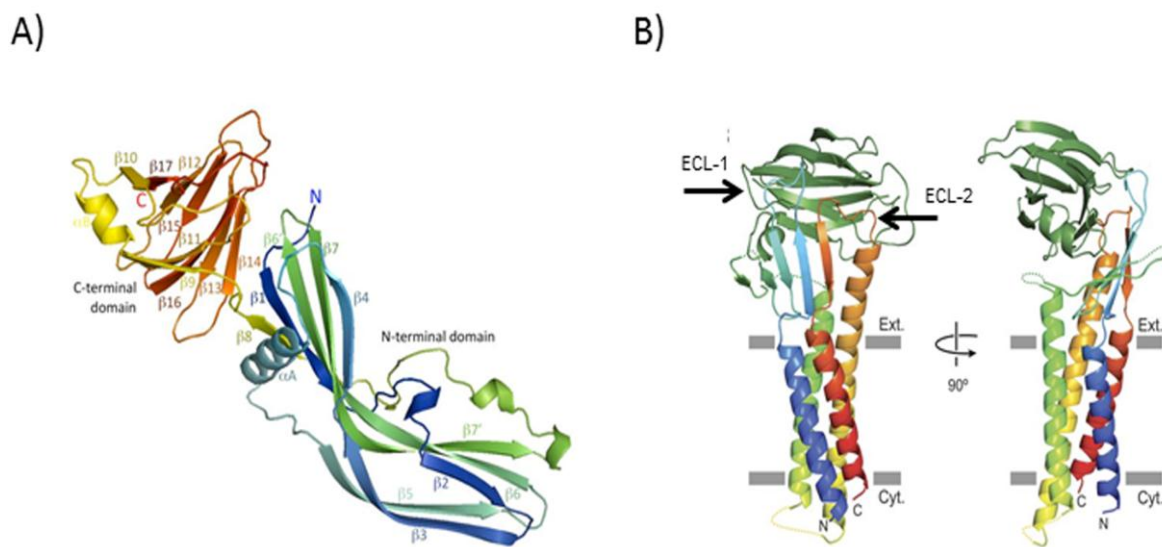 A)
B)
β10
β17
β12
C
αB
β15
β11
β9
β14
β13
β16
C-terminal
domain
N
β6'
β7
β1
β4
β8
αA
N-terminal domain
β7'
β2
β5
β6
β3
ECL-1
ECL-2
Ext.
Cyt.
N
C
90º
Ext.
Cyt.
C
N